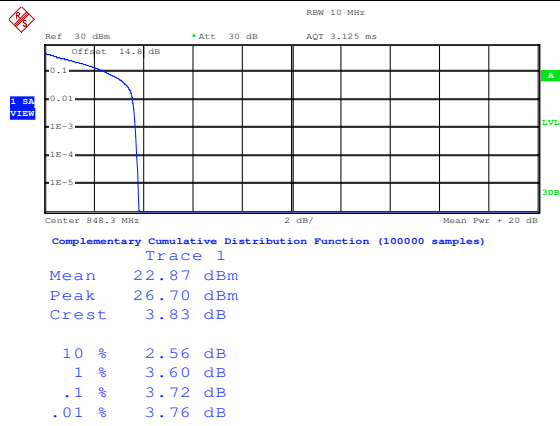 RBW 10 MHz
Ref 30 dBm *Att 30 dB AQT 3.125 ms
Offset 14.8 dB
0.1
A
0.01
1 SA
VIEW
1E-3
LVL
1E-4
1E-5
3DB
Center 848.3 MHz 2 dB/ Mean Pwr + 20 dB
Complementary Cumulative Distribution Function (100000 samples)
Trace 1
Mean 22.87 dBm
Peak 26.70 dBm
Crest 3.83 dB
10 % 2.56 dB
1 % 3.60 dB
.1 % 3.72 dB
.01 % 3.76 dB